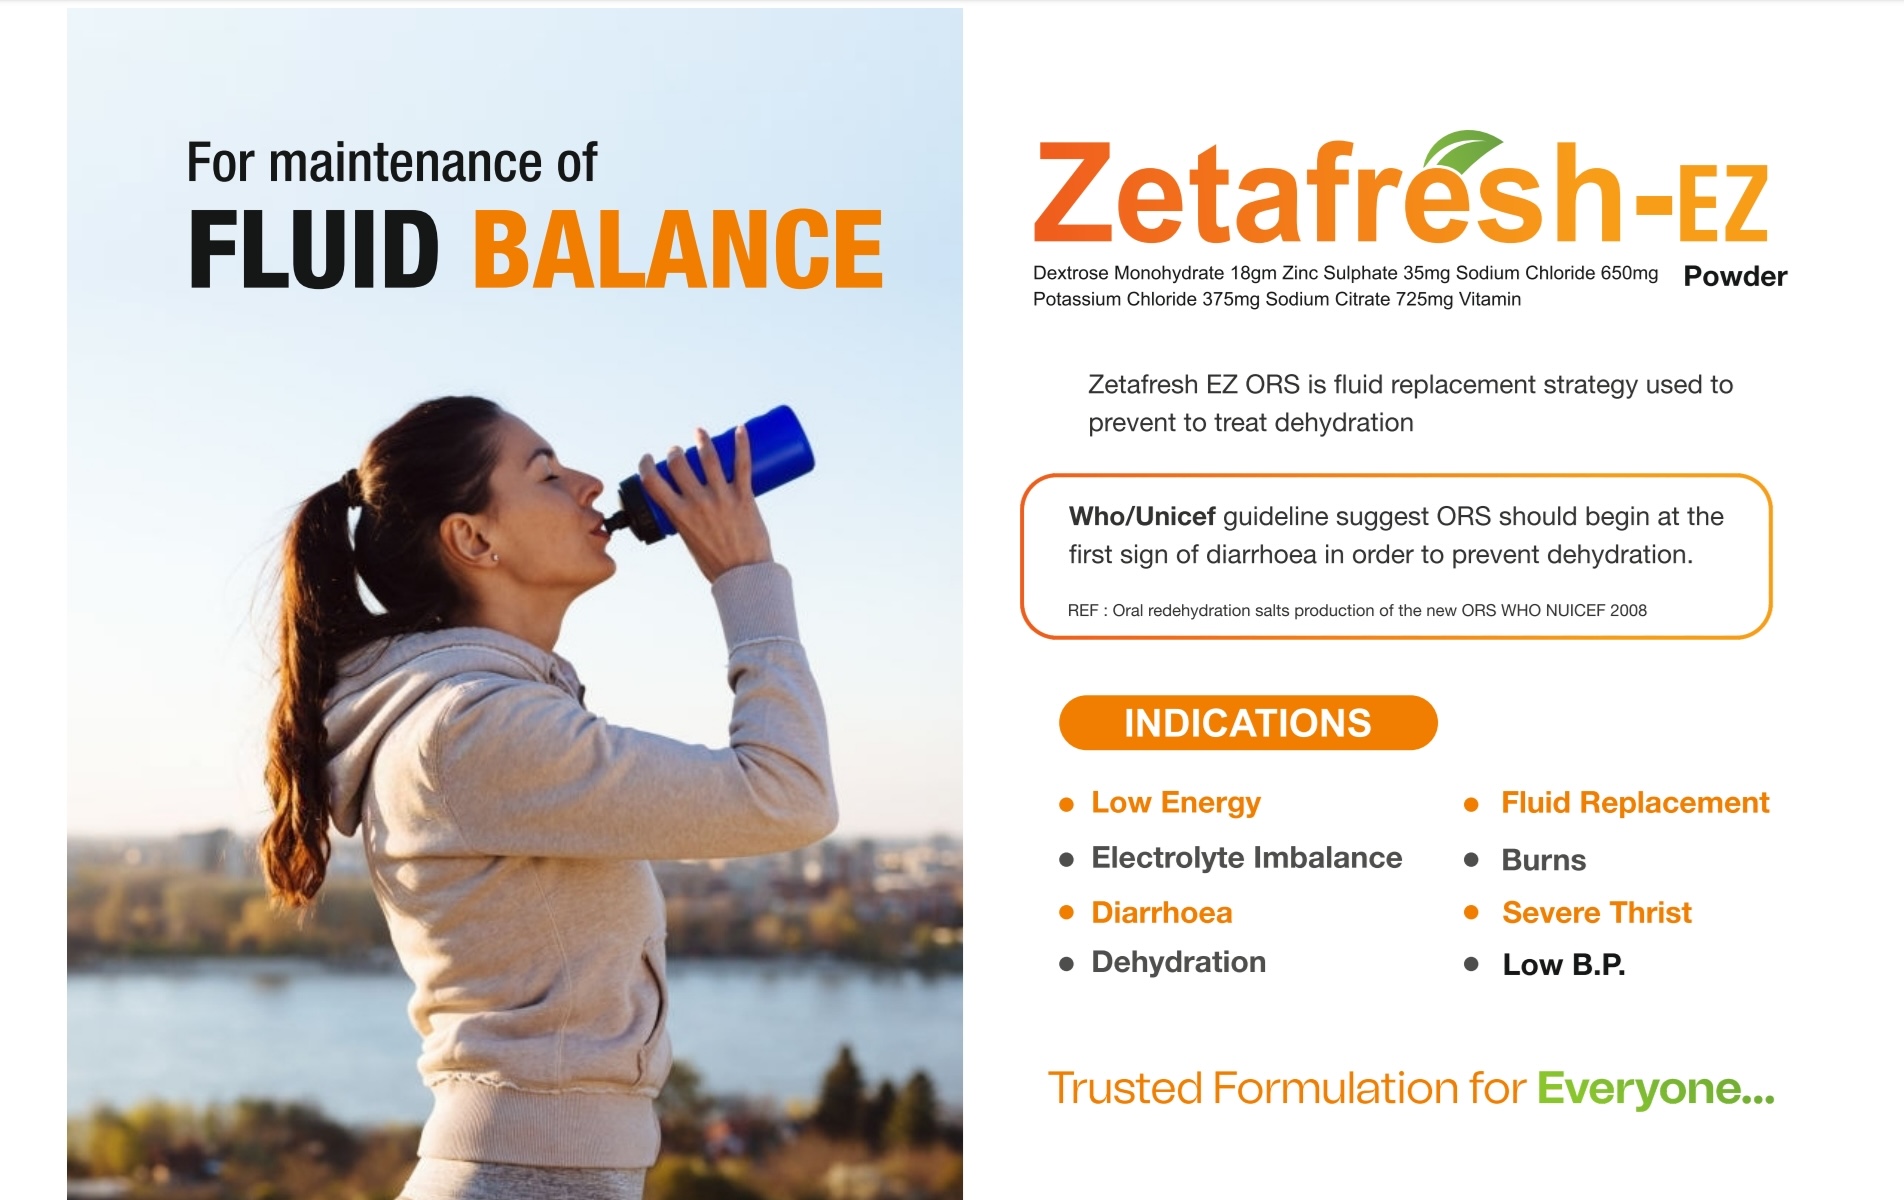 For maintenance of
FLUID BALANCE
Zetafresh-EZ
Dextrose Monohydrate 18gm Zinc Sulphate 35mg Sodium Chloride 650mg
Potassium Chloride 375mg Sodium Citrate 725mg Vitamin
Powder
Zetafresh EZ ORS is fluid replacement strategy used to
prevent to treat dehydration
Who/Unicef guideline suggest ORS should begin at the
first sign of diarrhoea in order to prevent dehydration.
REF : Oral redehydration salts production of the new ORS WHO NUICEF 2008
INDICATIONS
Low Energy
Electrolyte Imbalance
Diarrhoea
Dehydration
Fluid Replacement
Burns
Severe Thrist
Low B.P.
Trusted Formulation for Everyone...